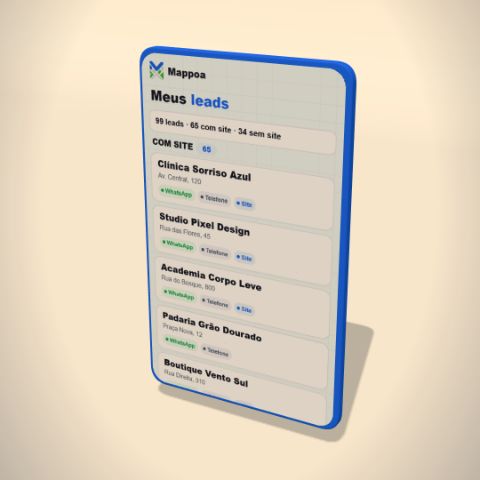 Mappoa
Meus leads
99 leads · 65 com site · 34 sem site
COM SITE 65
Clínica Sorriso Azul
Av. Central, 120
WhatsApp Telefone Site
Studio Pixel Design
Rua das Flores, 45
WhatsApp Telefone Site
Academia Corpo Leve
Rua do Bosque, 800
WhatsApp Telefone Site
Padaria Grão Dourado
Praça Nova, 12
WhatsApp Telefone
Boutique Vento Sul
Rua Direita, 310